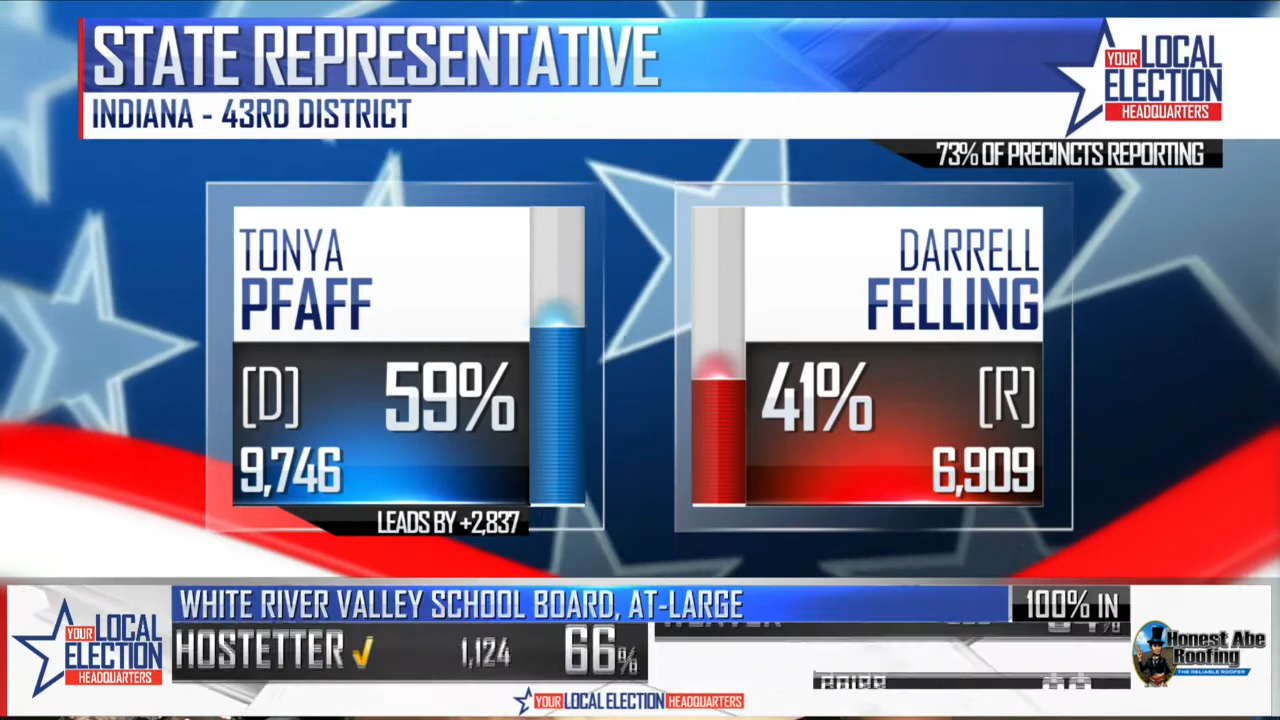 STATE REPRESENTATIVE
INDIANA - 43RD DISTRICT
YOUR LOCAL
ELECTION
HEADQUARTERS
73% OF PRECINCTS REPORTING
TONYA
PFAFF
[D] 59%
9,746
LEADS BY +2,837
DARRELL
FELLING
41% [R]
6,909
YOUR LOCAL
ELECTION
HEADQUARTERS
WHITE RIVER VALLEY SCHOOL BOARD, AT-LARGE
100% IN
HOSTETTER ✓ 1,124 66%
Honest Abe
Roofing
THE RELIABLE ROOFER
YOUR LOCAL ELECTION HEADQUARTERS